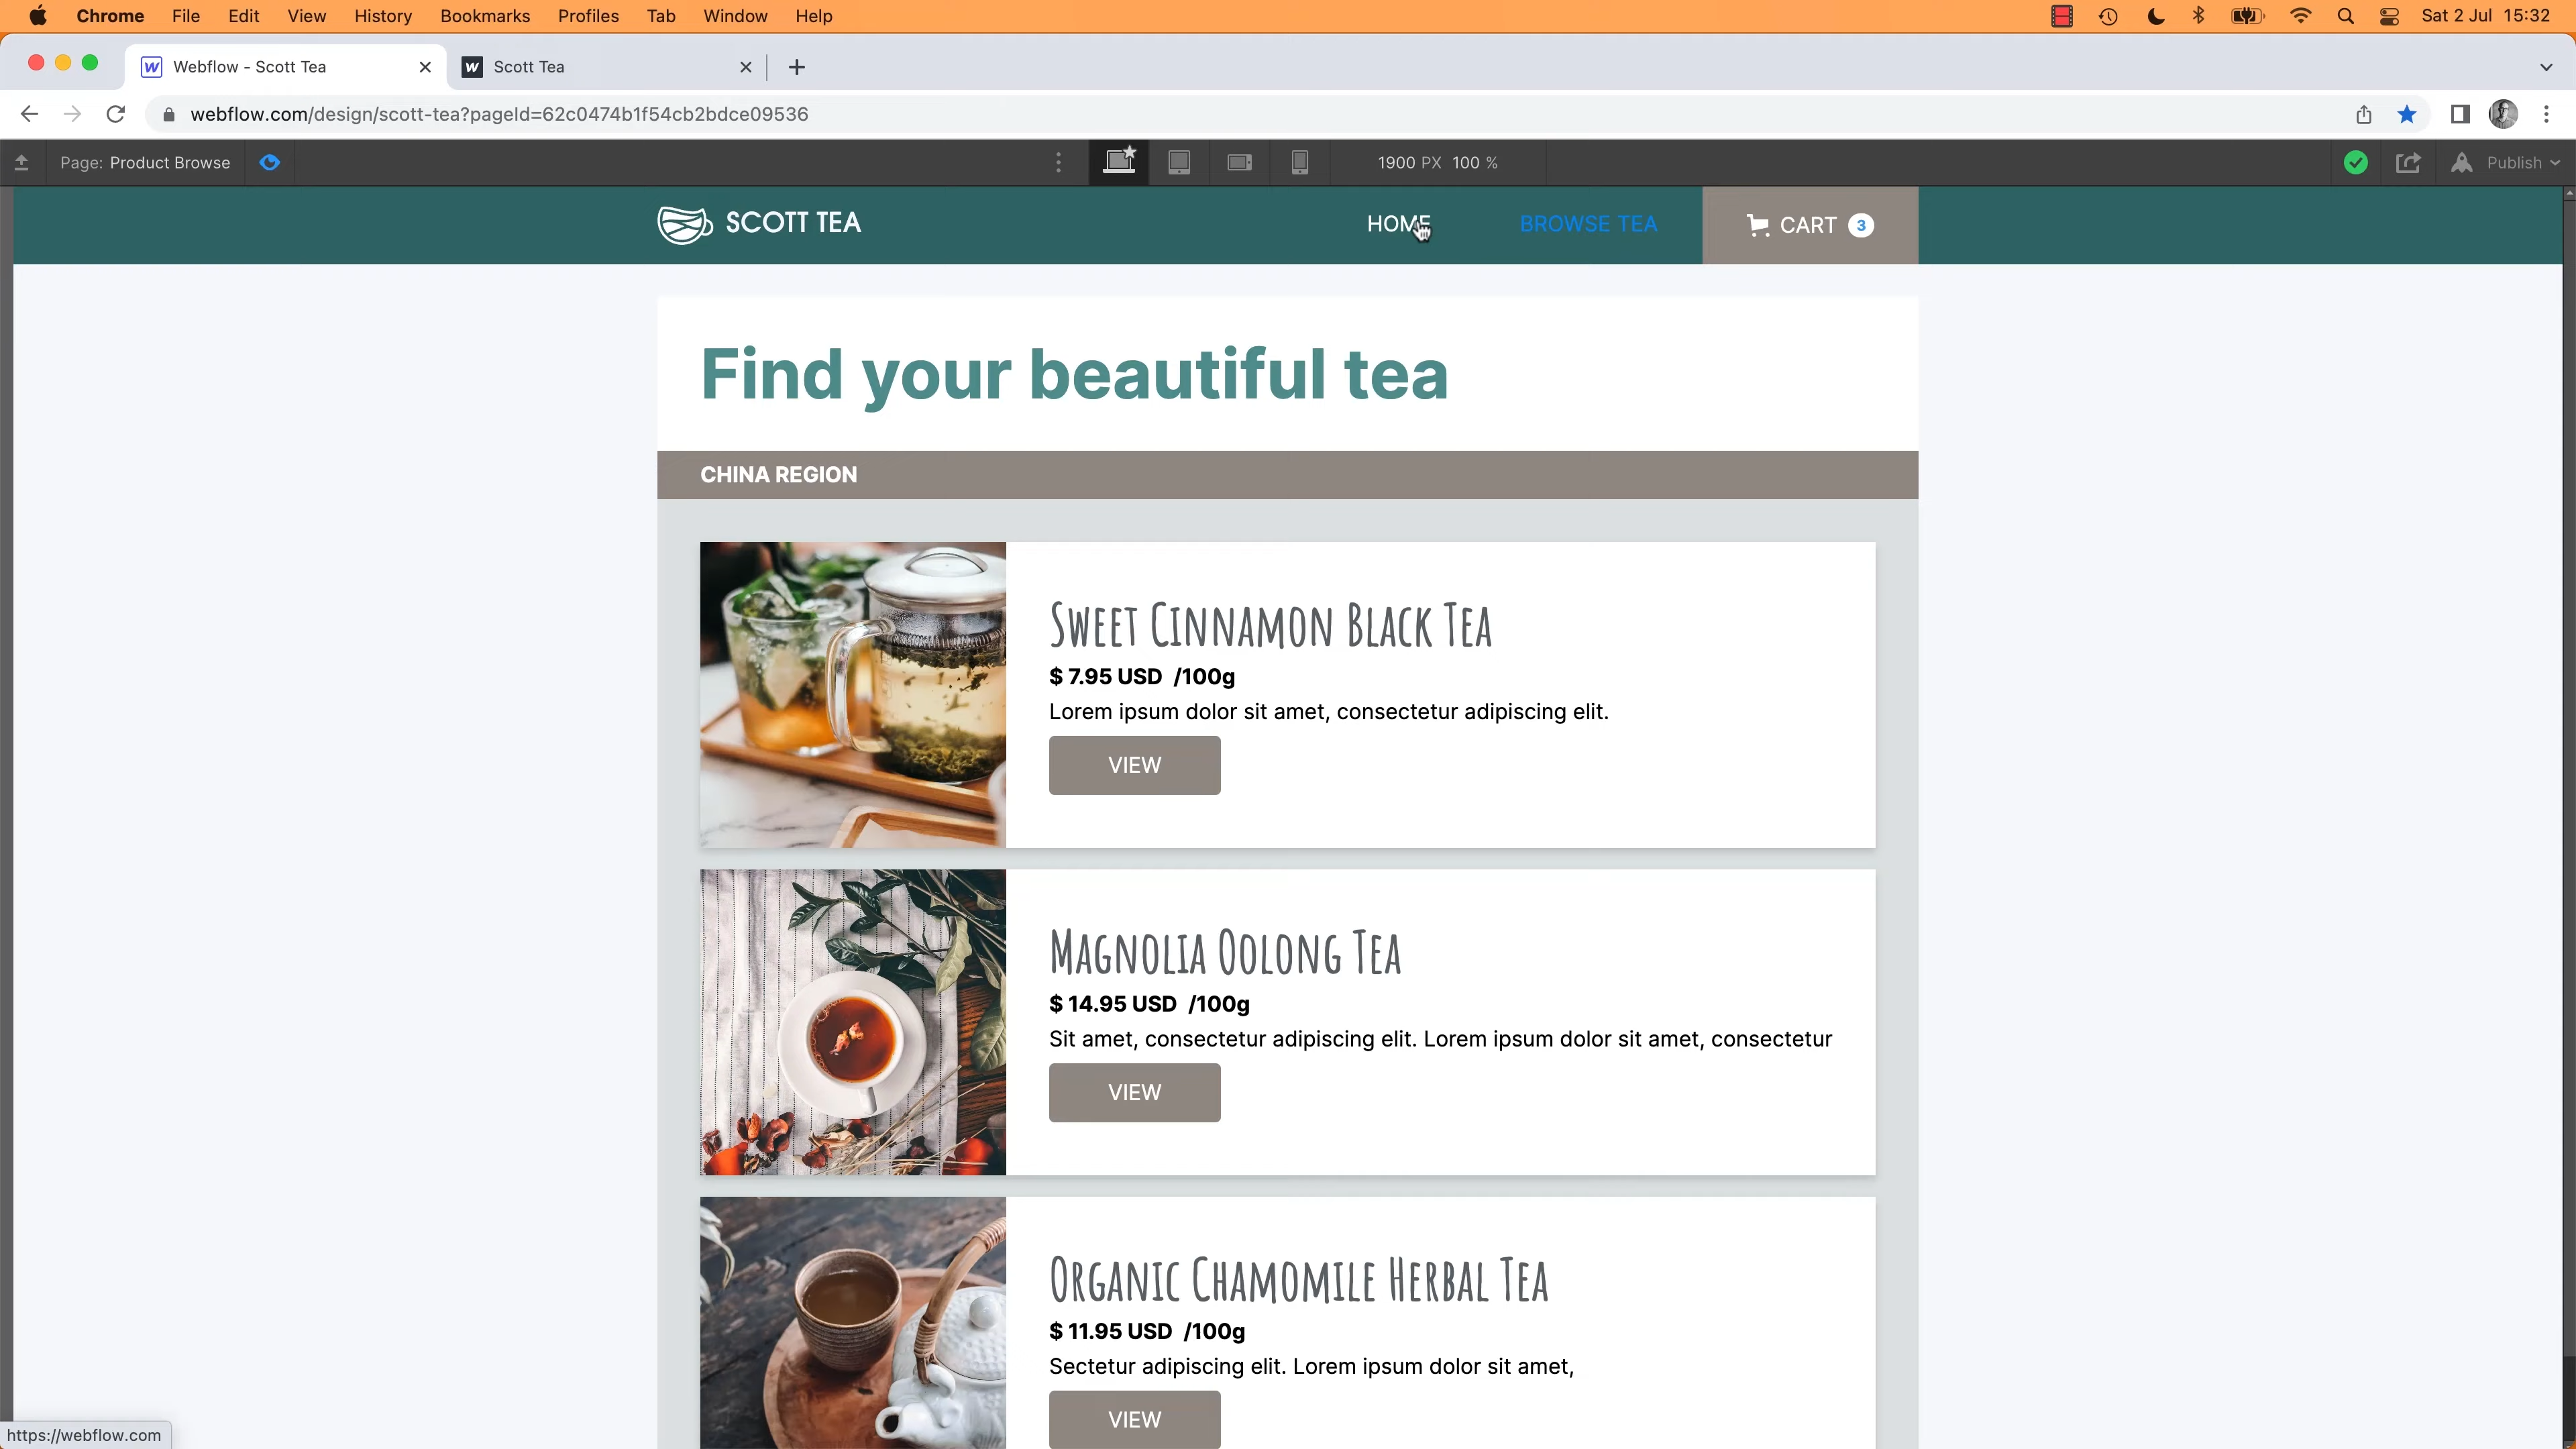 Chrome File Edit View History Bookmarks Profiles Tab Window Help Sat 2 Jul 15:32
Webflow - Scott Tea Scott Tea
webflow.com/design/scott-tea?pageId=62c0474b1f54cb2bdce09536
Page: Product Browse 1900 PX 100 % Publish
SCOTT TEA HOME BROWSE TEA CART 3
Find your beautiful tea
CHINA REGION
Sweet Cinnamon Black Tea
$ 7.95 USD /100g
Lorem ipsum dolor sit amet, consectetur adipiscing elit.
VIEW
Magnolia Oolong Tea
$ 14.95 USD /100g
Sit amet, consectetur adipiscing elit. Lorem ipsum dolor sit amet, consectetur
VIEW
Organic Chamomile Herbal Tea
$ 11.95 USD /100g
Sectetur adipiscing elit. Lorem ipsum dolor sit amet,
VIEW
https://webflow.com